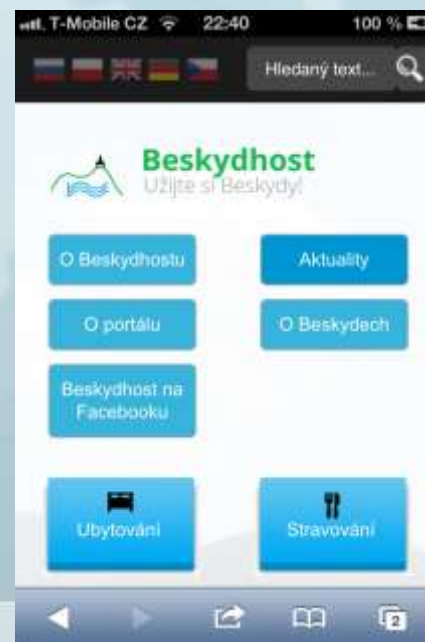 T-Mobile CZ 22:40 100 %
Hledaný text...
Beskydhost
Užijte si Beskydy!
O Beskydhostu
Aktuality
O portálu
O Beskydech
Beskydhost na
Facebooku
Ubytování
Stravování
2